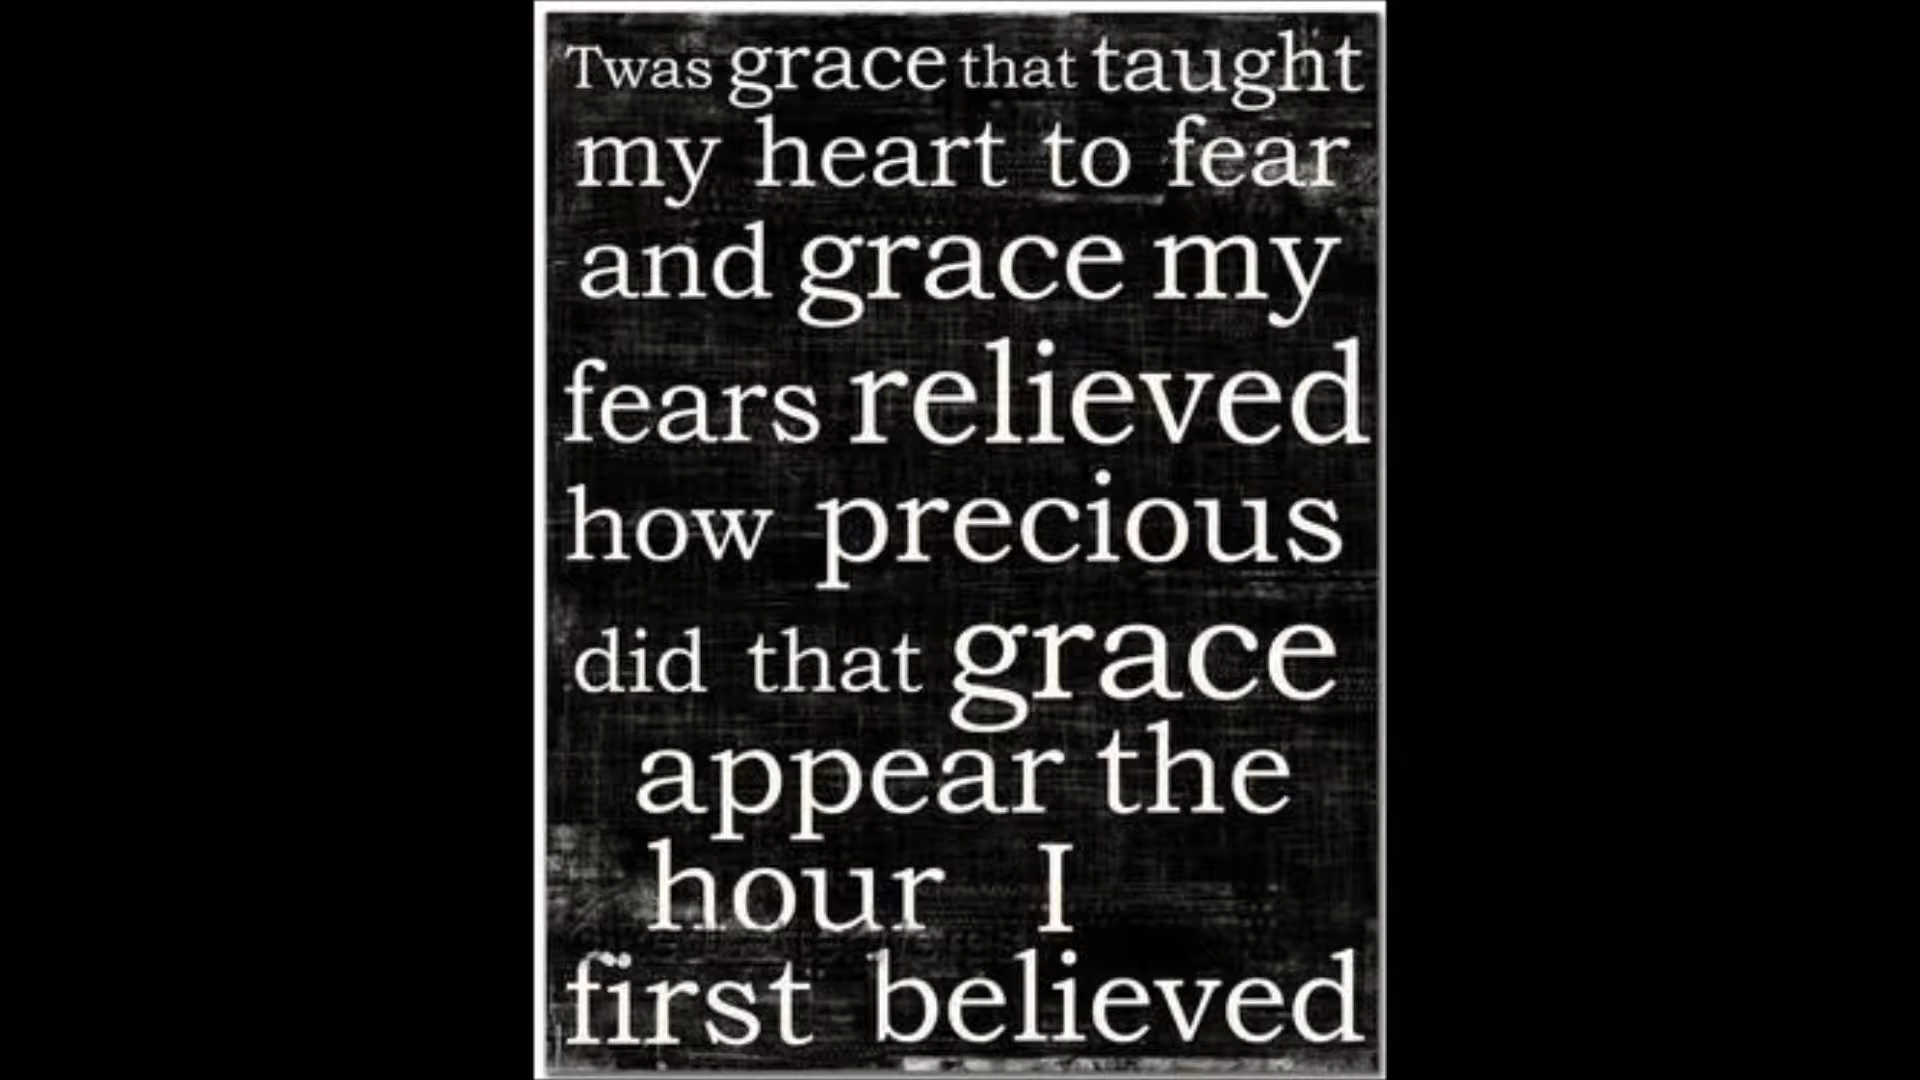 Twas grace that taught
my heart to fear
and grace my
fears relieved
how precious
did that grace
appear the
hour I
first believed